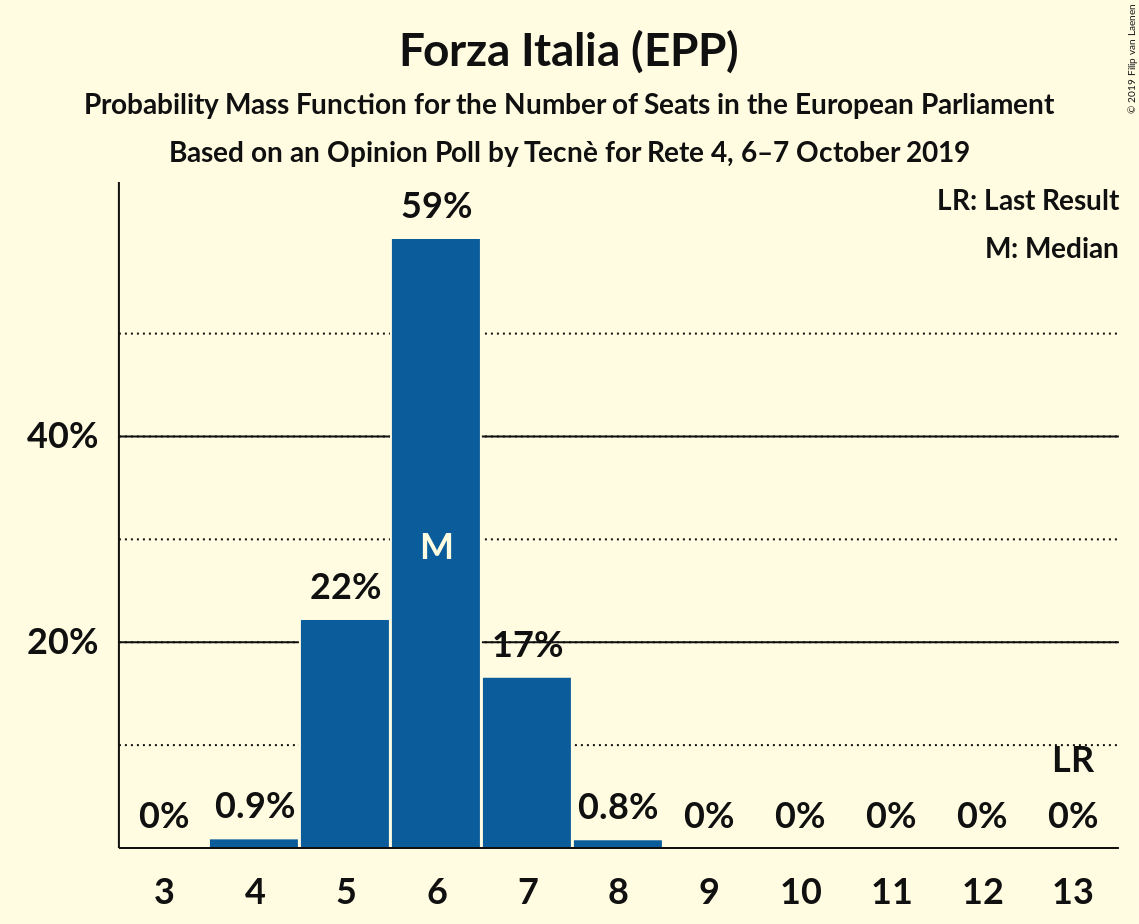 Forza Italia (EPP)
Probability Mass Function for the Number of Seats in the European Parliament
Based on an Opinion Poll by Tecnè for Rete 4, 6–7 October 2019
© 2019 Filip van Laenen
LR: Last Result
M: Median
59%
40%
M
22%
20%
17%
LR
0% 0.9% 0.8% 0% 0% 0% 0% 0%
3 4 5 6 7 8 9 10 11 12 13